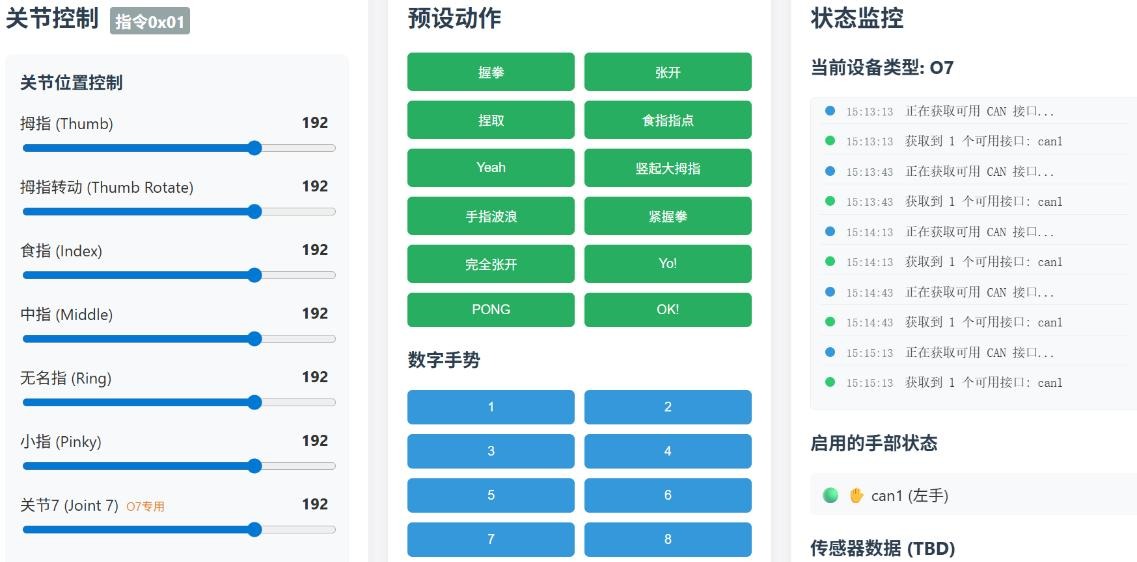 关节控制 指令0x01
关节位置控制
拇指 (Thumb) 192
拇指转动 (Thumb Rotate) 192
食指 (Index) 192
中指 (Middle) 192
无名指 (Ring) 192
小指 (Pinky) 192
关节7 (Joint 7) O7专用 192
预设动作
握拳 张开
捏取 食指指点
Yeah 竖起大拇指
手指波浪 紧握拳
完全张开 Yo!
PONG OK!
数字手势
1 2
3 4
5 6
7 8
状态监控
当前设备类型: O7
15:13:13 正在获取可用 CAN 接口...
15:13:13 获取到 1 个可用接口: can1
15:13:43 正在获取可用 CAN 接口...
15:13:43 获取到 1 个可用接口: can1
15:14:13 正在获取可用 CAN 接口...
15:14:13 获取到 1 个可用接口: can1
15:14:43 正在获取可用 CAN 接口...
15:14:43 获取到 1 个可用接口: can1
15:15:13 正在获取可用 CAN 接口...
15:15:13 获取到 1 个可用接口: can1
启用的手部状态
can1 (左手)
传感器数据 (TBD)